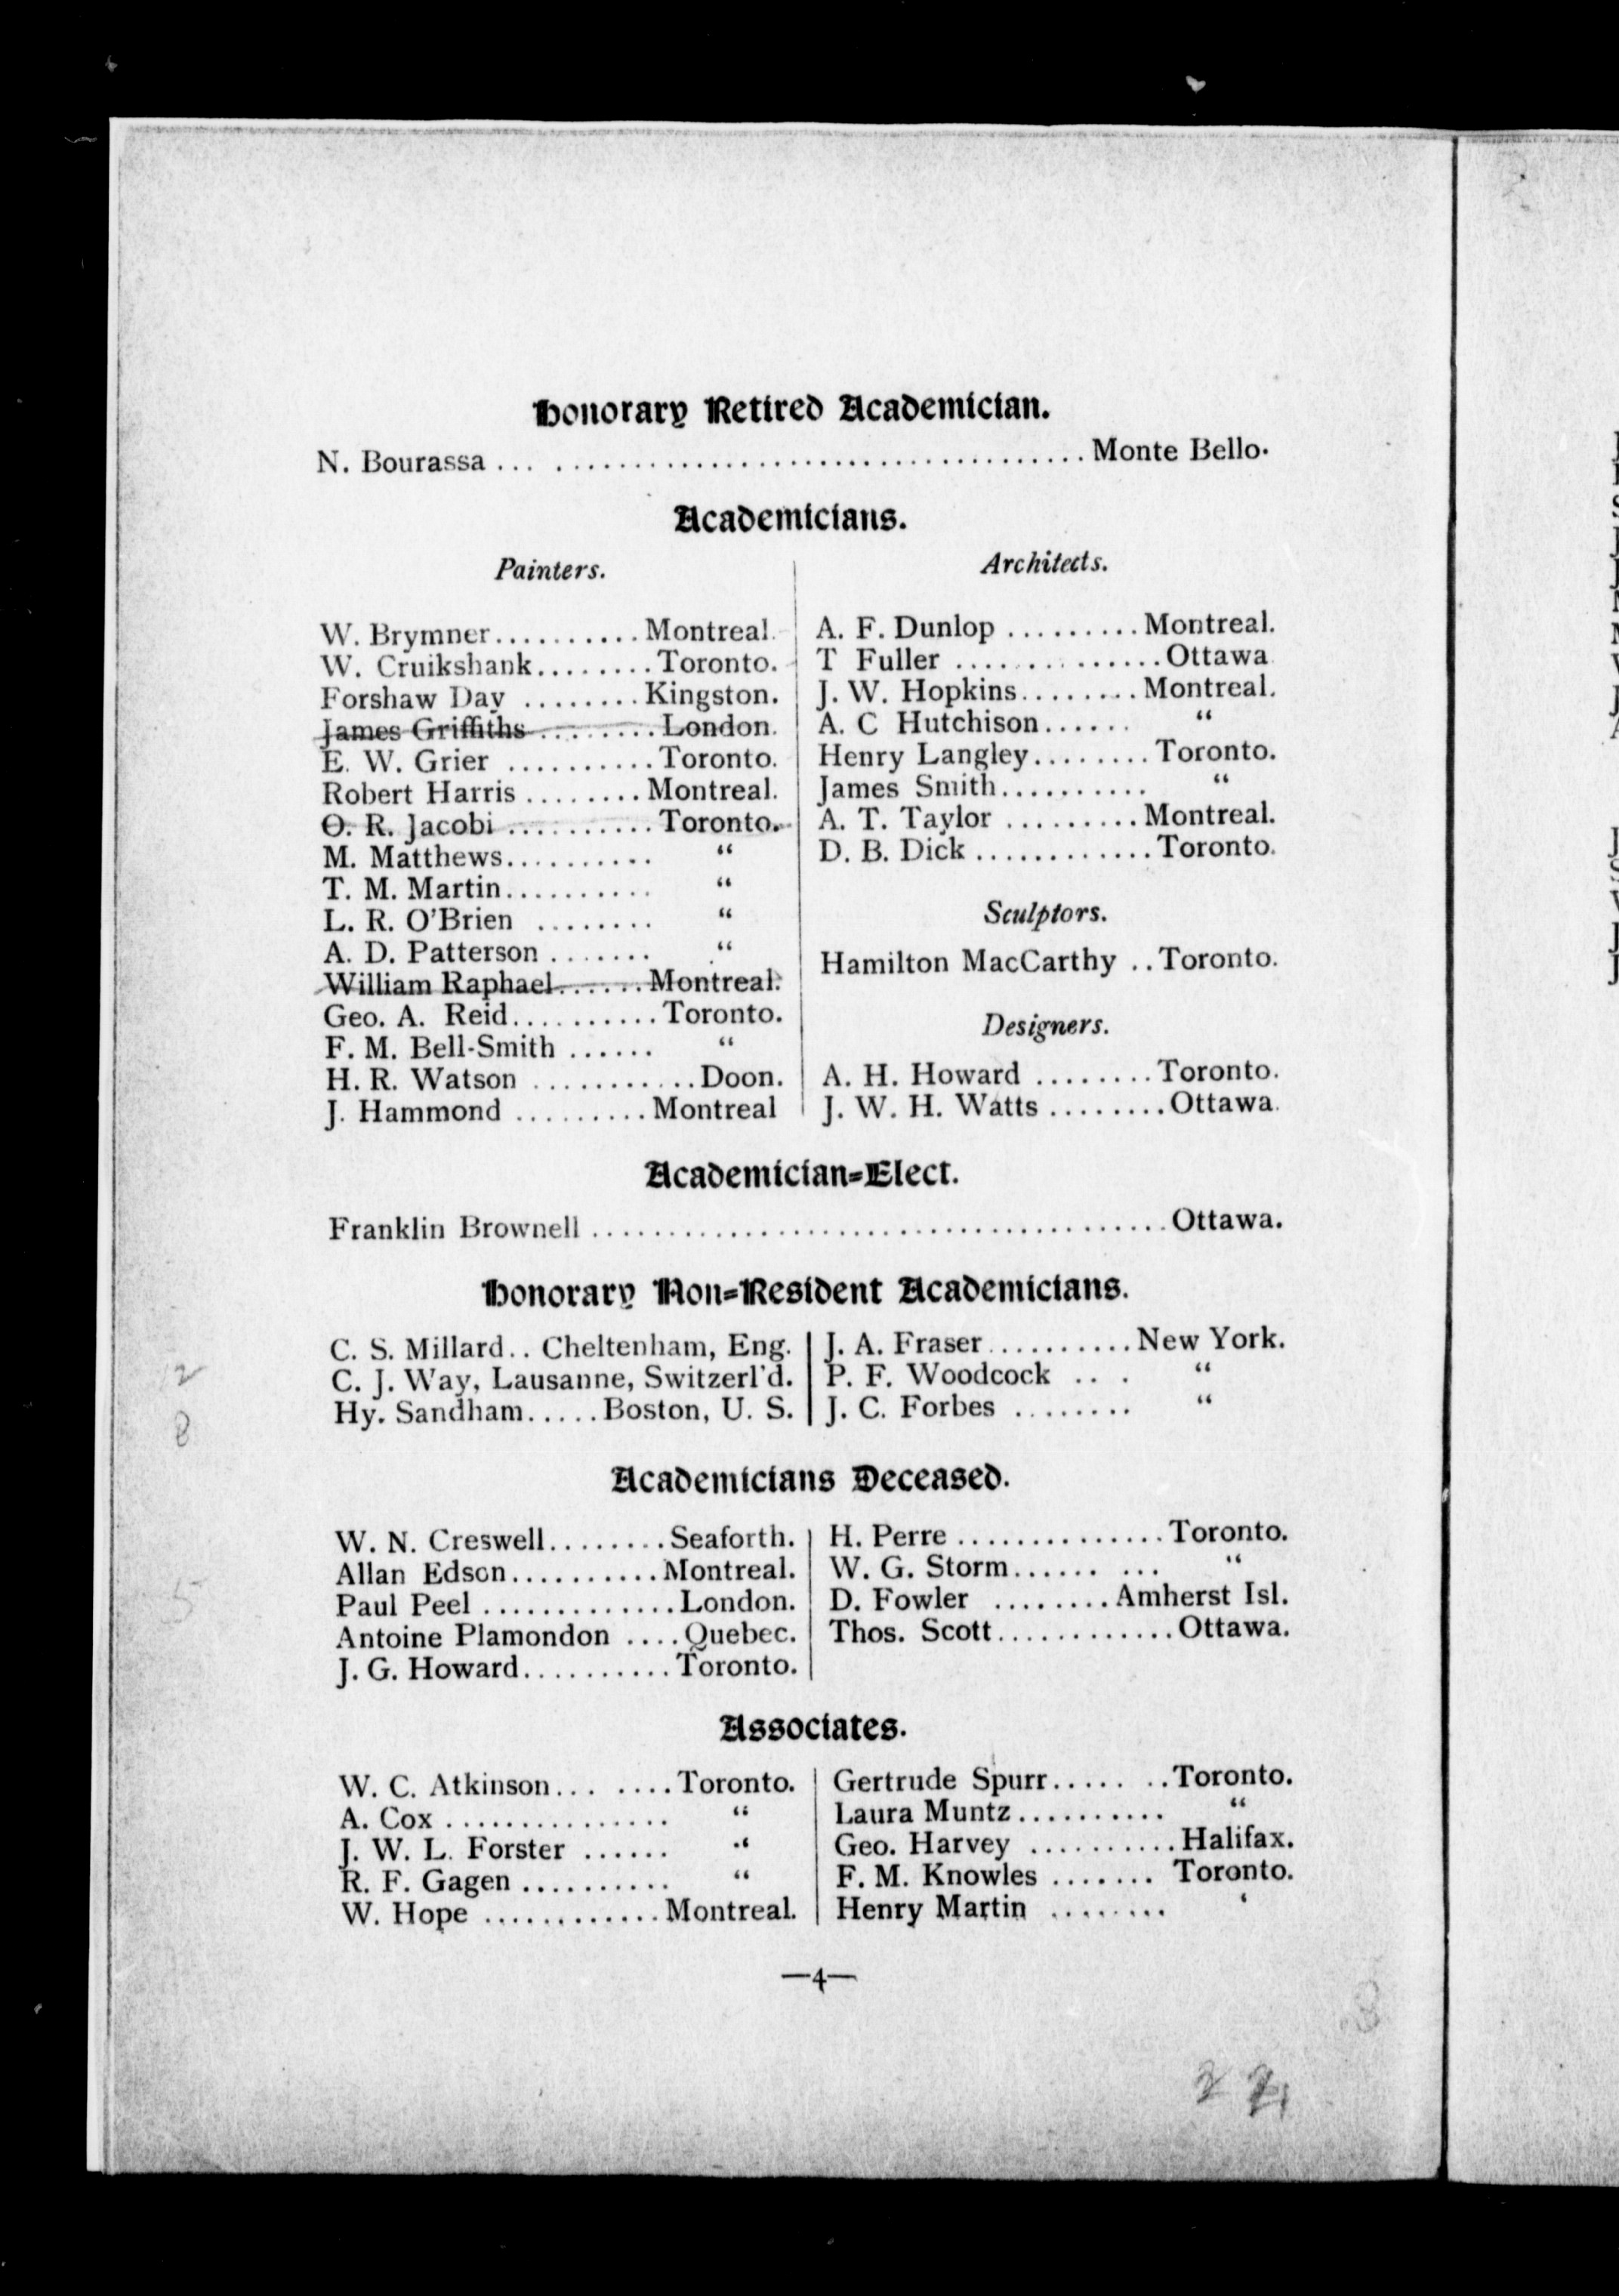 Honorary Retired Academician.
N. Bourassa ... ................................... Monte Bello.
Academicians.
Painters.
W. Brymner.......... Montreal.
W. Cruikshank........ Toronto.
Forshaw Day ........ Kingston.
James Griffiths ........ London.
E. W. Grier .......... Toronto.
Robert Harris ........ Montreal.
O. R. Jacobi .......... Toronto.
M. Matthews.......... "
T. M. Martin.......... "
L. R. O'Brien ........ "
A. D. Patterson ....... "
William Raphael...... Montreal.
Geo. A. Reid.......... Toronto.
F. M. Bell-Smith ...... "
H. R. Watson ........... Doon.
J. Hammond ......... Montreal
Architects.
A. F. Dunlop ......... Montreal.
T Fuller .............. Ottawa
J. W. Hopkins........ Montreal.
A. C Hutchison...... "
Henry Langley........ Toronto.
James Smith.......... "
A. T. Taylor ......... Montreal.
D. B. Dick ............ Toronto.
Sculptors.
Hamilton MacCarthy .. Toronto.
Designers.
A. H. Howard ........ Toronto.
J. W. H. Watts ........ Ottawa.
Academician-Elect.
Franklin Brownell ...................................... Ottawa.
Honorary Non-Resident Academicians.
C. S. Millard.. Cheltenham, Eng.
C. J. Way, Lausanne, Switzerl'd.
Hy. Sandham..... Boston, U. S.
J. A. Fraser.......... New York.
P. F. Woodcock ... . "
J. C. Forbes ........ "
Academicians Deceased.
W. N. Creswell........ Seaforth.
Allan Edson.......... Montreal.
Paul Peel ............. London.
Antoine Plamondon .... Quebec.
J. G. Howard.......... Toronto.
H. Perre .............. Toronto.
W. G. Storm...... ... "
D. Fowler ........ Amherst Isl.
Thos. Scott............ Ottawa.
Associates.
W. C. Atkinson... .... Toronto.
A. Cox ............... "
J. W. L. Forster ...... "
R. F. Gagen .......... "
W. Hope ............ Montreal.
Gertrude Spurr..... .. Toronto.
Laura Muntz.......... "
Geo. Harvey .......... Halifax.
F. M. Knowles ....... Toronto.
Henry Martin ........ '
—4—
2
8
5